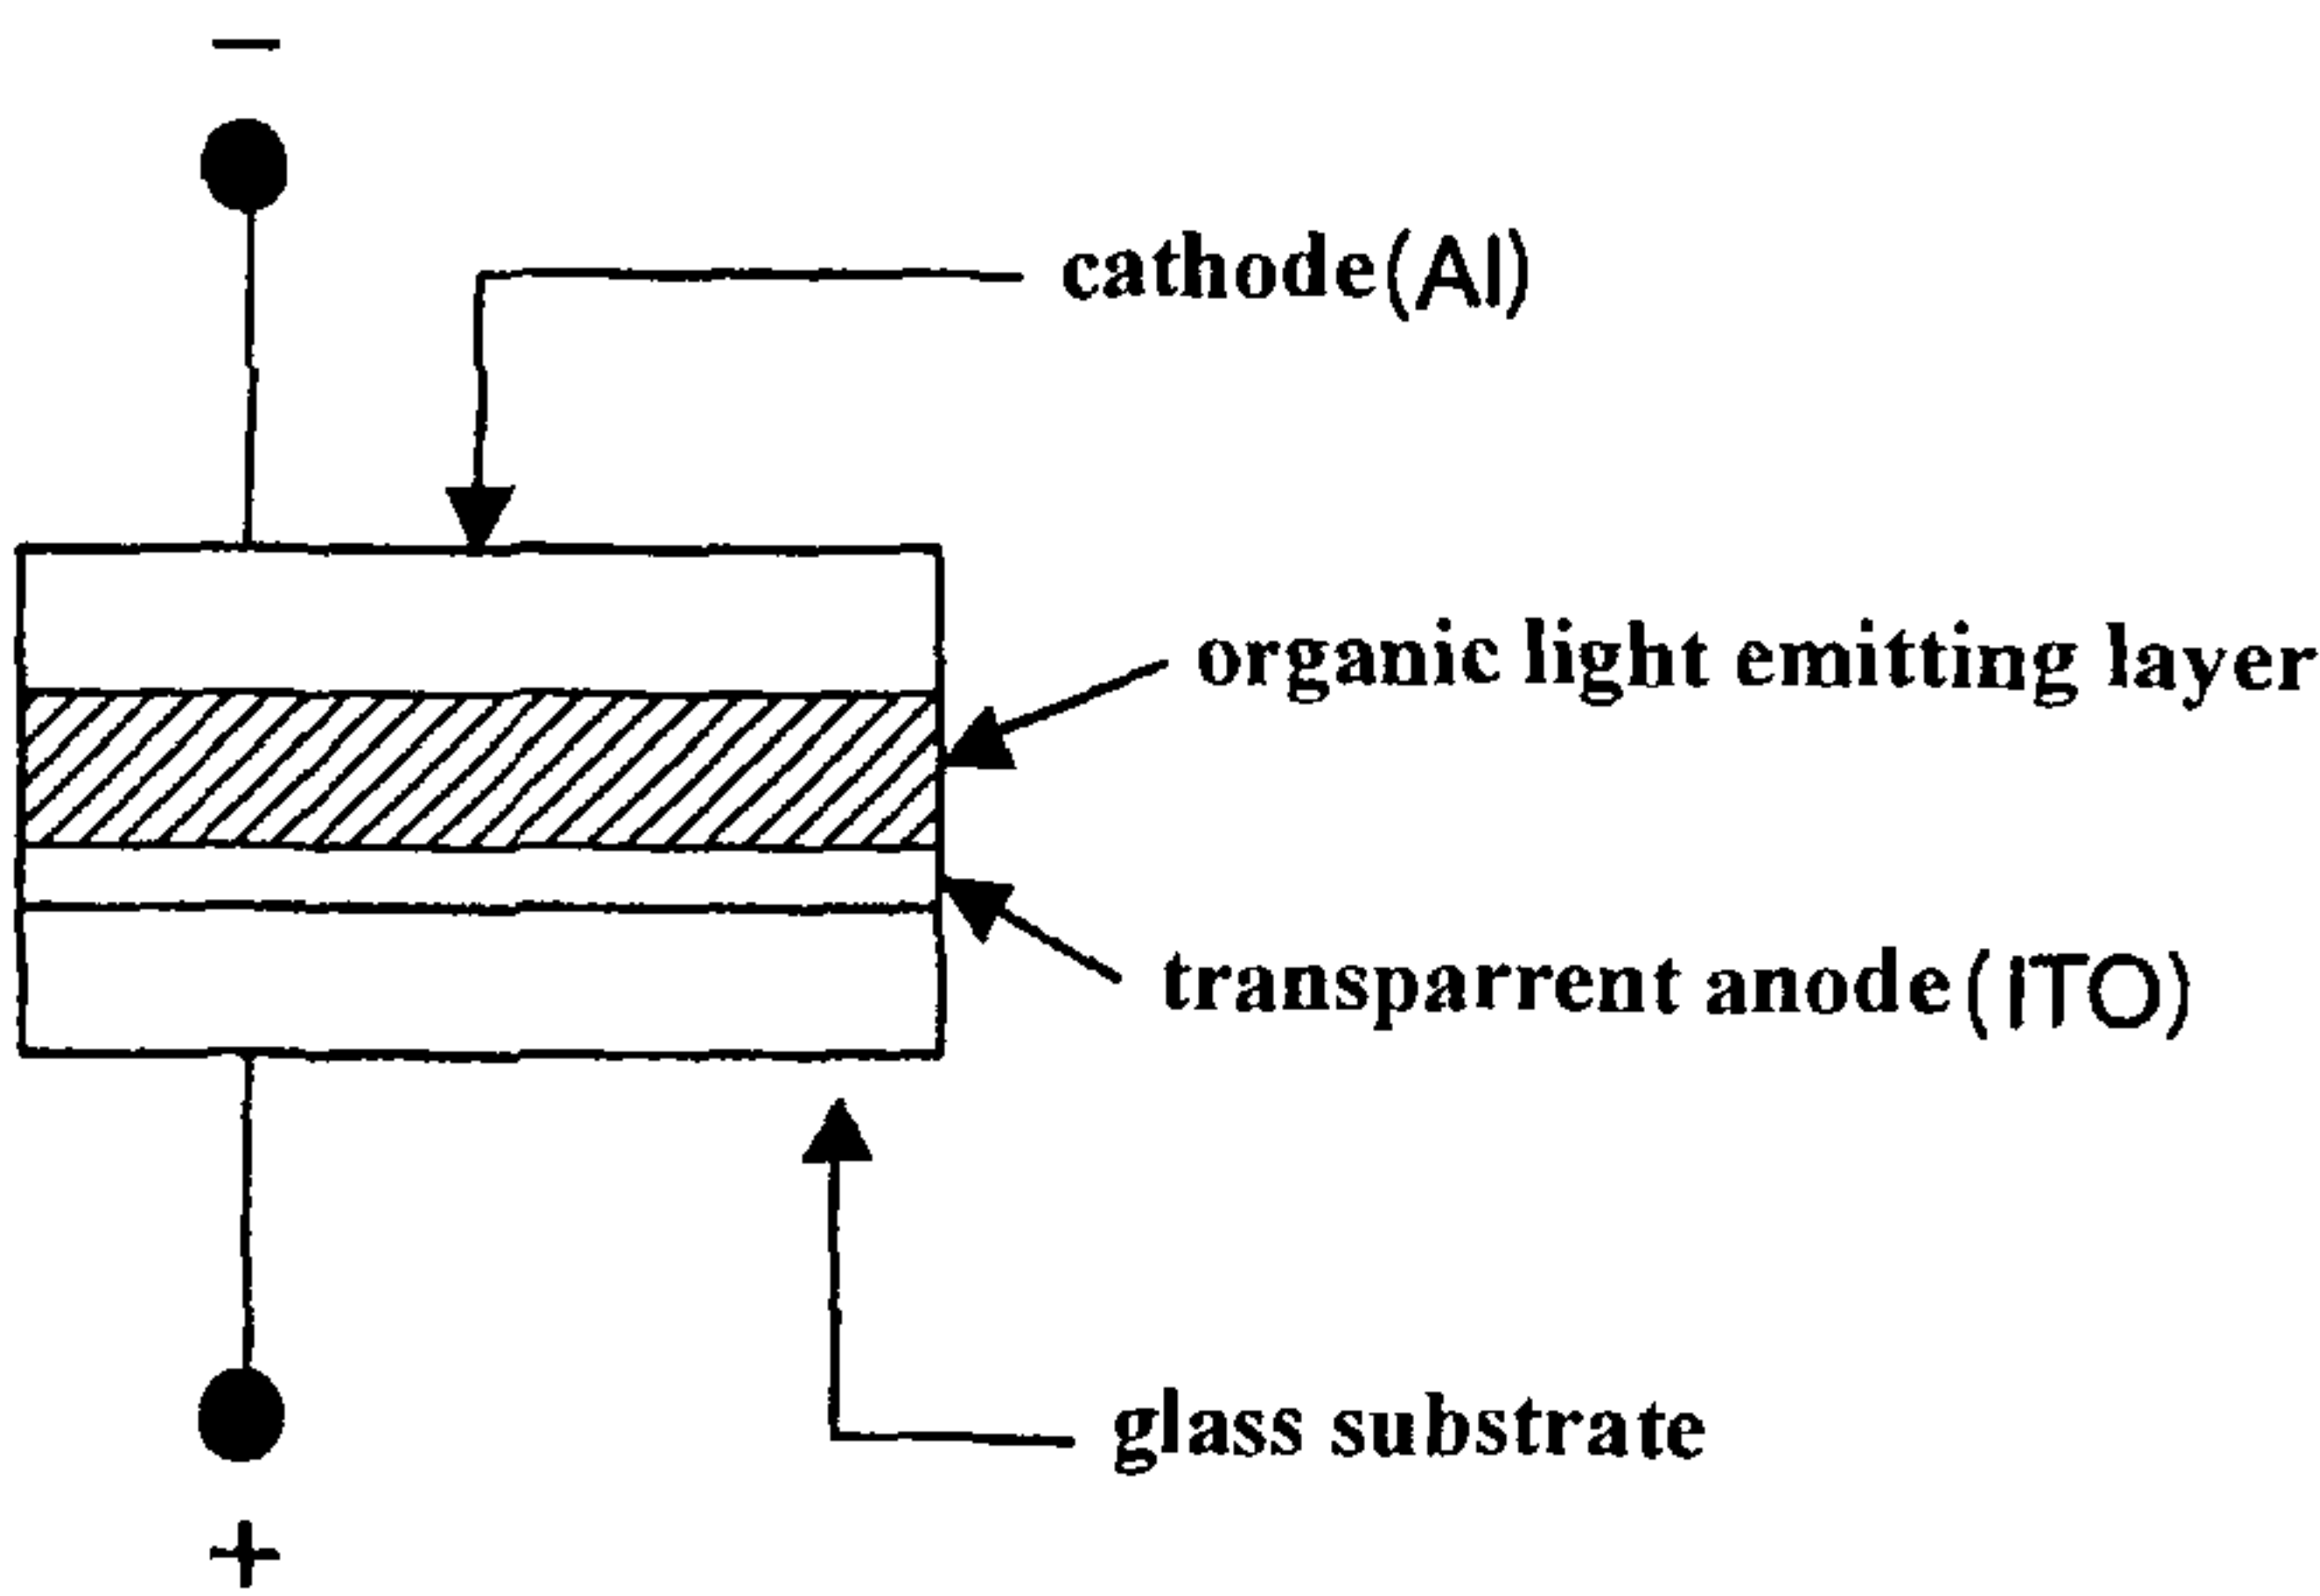 −
cathode(Al)
organic light emitting layer
transparrent anode(iTO)
glass substrate
+